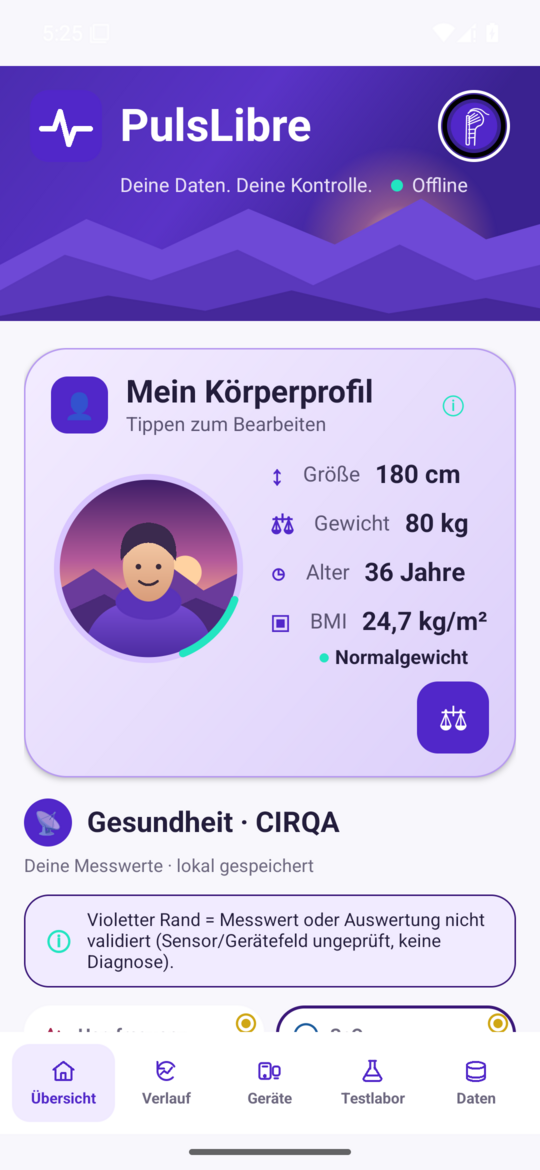 5:25
PulsLibre
Deine Daten. Deine Kontrolle.
Offline
Mein Körperprofil
Tippen zum Bearbeiten
Größe 180 cm
Gewicht 80 kg
Alter 36 Jahre
BMI 24,7 kg/m²
Normalgewicht
Gesundheit · CIRQA
Deine Messwerte · lokal gespeichert
Violetter Rand = Messwert oder Auswertung nicht
validiert (Sensor/Gerätefeld ungeprüft, keine
Diagnose).
Übersicht
Verlauf
Geräte
Testlabor
Daten